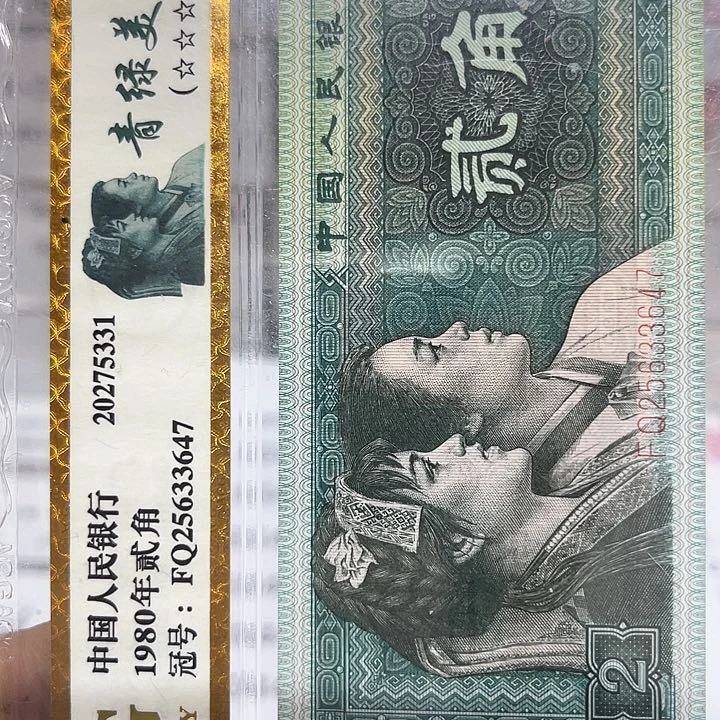 青绿美
(☆☆☆
中国人民银行 20275331
1980年贰角
冠号：FQ25633647
Y
中国人民银
贰角
FQ25633647
2